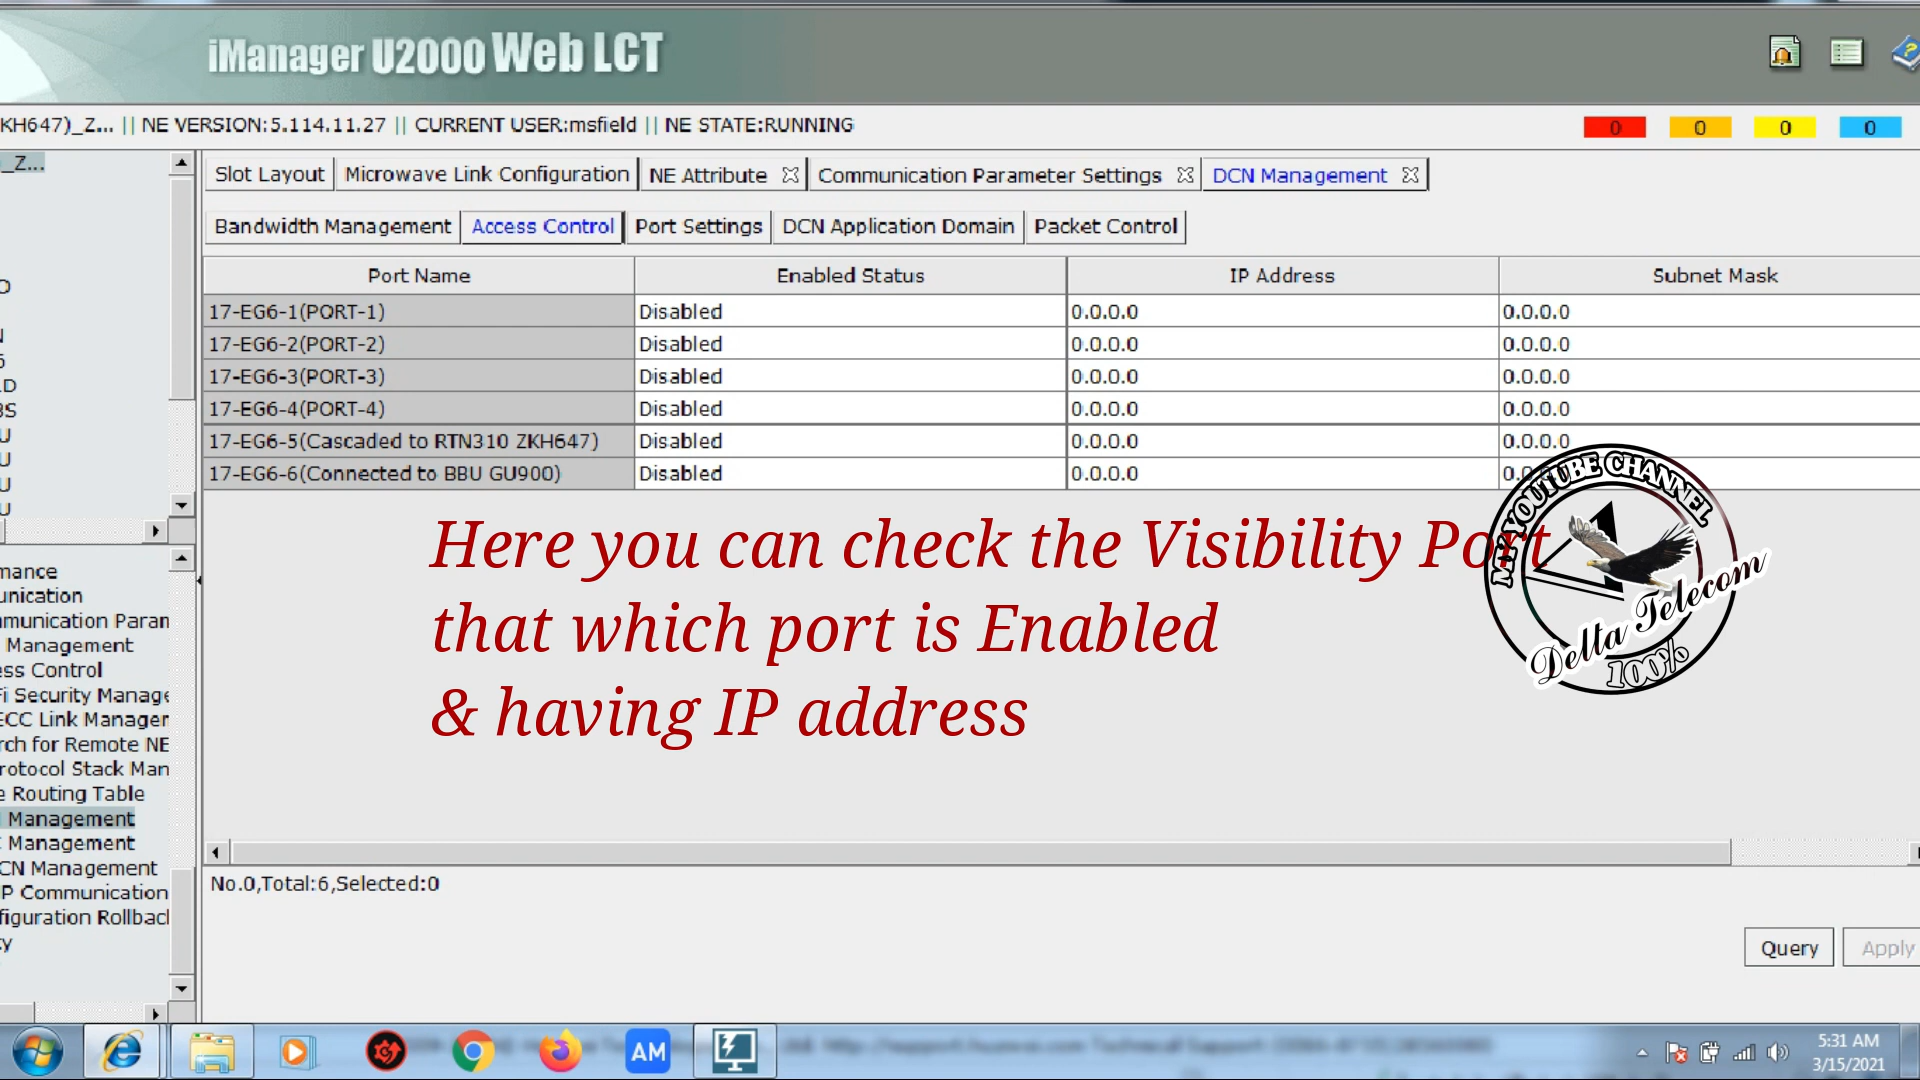 iManager U2000 Web LCT
KH647)_Z... || NE VERSION:5.114.11.27 || CURRENT USER:msfield || NE STATE:RUNNING
0 0 0 0
_Z...
Slot Layout Microwave Link Configuration NE Attribute Communication Parameter Settings DCN Management
Bandwidth Management Access Control Port Settings DCN Application Domain Packet Control
Port Name Enabled Status IP Address Subnet Mask
17-EG6-1(PORT-1) Disabled 0.0.0.0 0.0.0.0
17-EG6-2(PORT-2) Disabled 0.0.0.0 0.0.0.0
17-EG6-3(PORT-3) Disabled 0.0.0.0 0.0.0.0
17-EG6-4(PORT-4) Disabled 0.0.0.0 0.0.0.0
17-EG6-5(Cascaded to RTN310 ZKH647) Disabled 0.0.0.0 0.0.0.0
17-EG6-6(Connected to BBU GU900) Disabled 0.0.0.0
Here you can check the Visibility Port
that which port is Enabled
& having IP address
MY YOUTUBE CHANNEL
Delta Telecom
100%
mance
unication
munication Param
Management
ess Control
Fi Security Manage
ECC Link Managem
rch for Remote NE
rotocol Stack Man
e Routing Table
Management
Management
CN Management
P Communication
figuration Rollback
ty
No.0,Total:6,Selected:0
Query Apply
AM
5:31 AM
3/15/2021